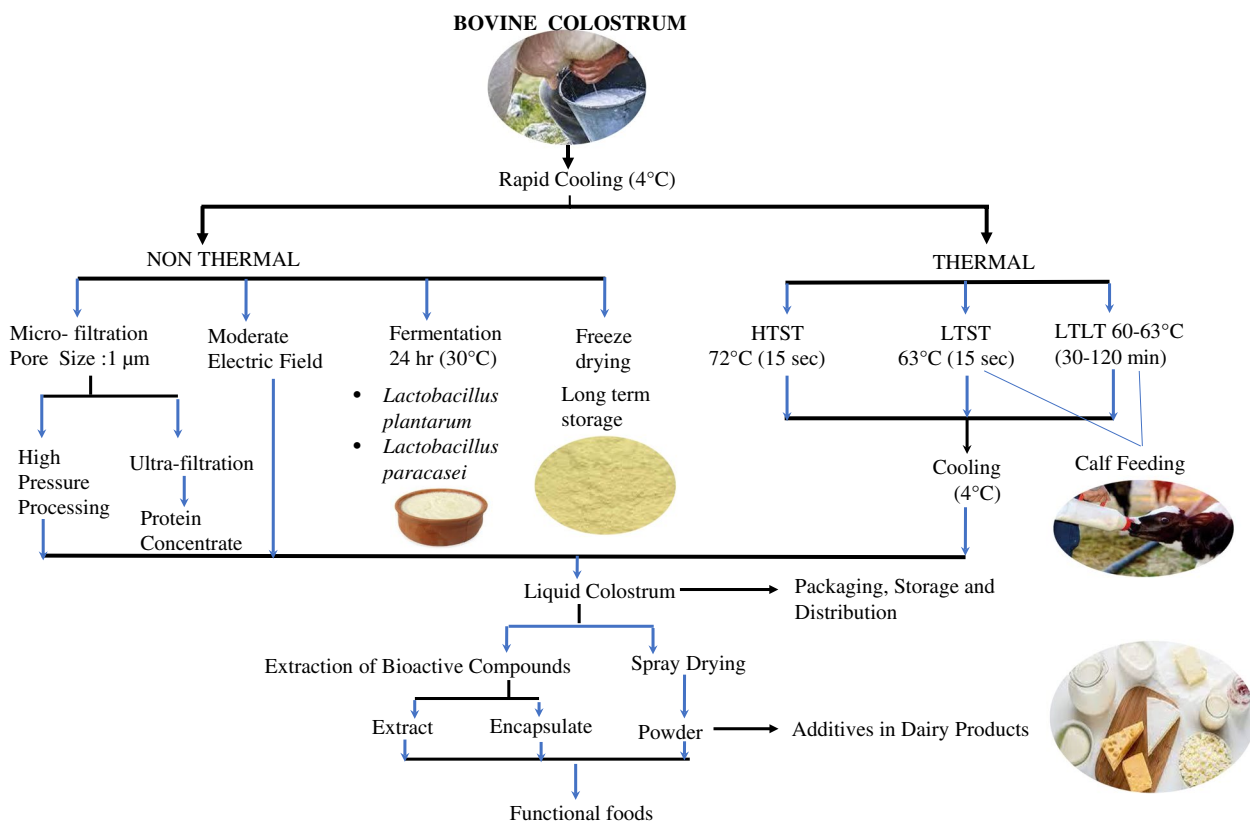 BOVINE COLOSTRUM
Rapid Cooling (4°C)
NON THERMAL
THERMAL
Micro- filtration
Pore Size :1 µm
Moderate
Electric Field
Fermentation
24 hr (30°C)
• Lactobacillus
plantarum
• Lactobacillus
paracasei
Freeze
drying
Long term
storage
HTST
72°C (15 sec)
LTST
63°C (15 sec)
LTLT 60-63°C
(30-120 min)
High
Pressure
Processing
Ultra-filtration
Protein
Concentrate
Cooling
(4°C)
Calf Feeding
Liquid Colostrum
Packaging, Storage and
Distribution
Extraction of Bioactive Compounds
Spray Drying
Extract
Encapsulate
Powder
Additives in Dairy Products
Functional foods